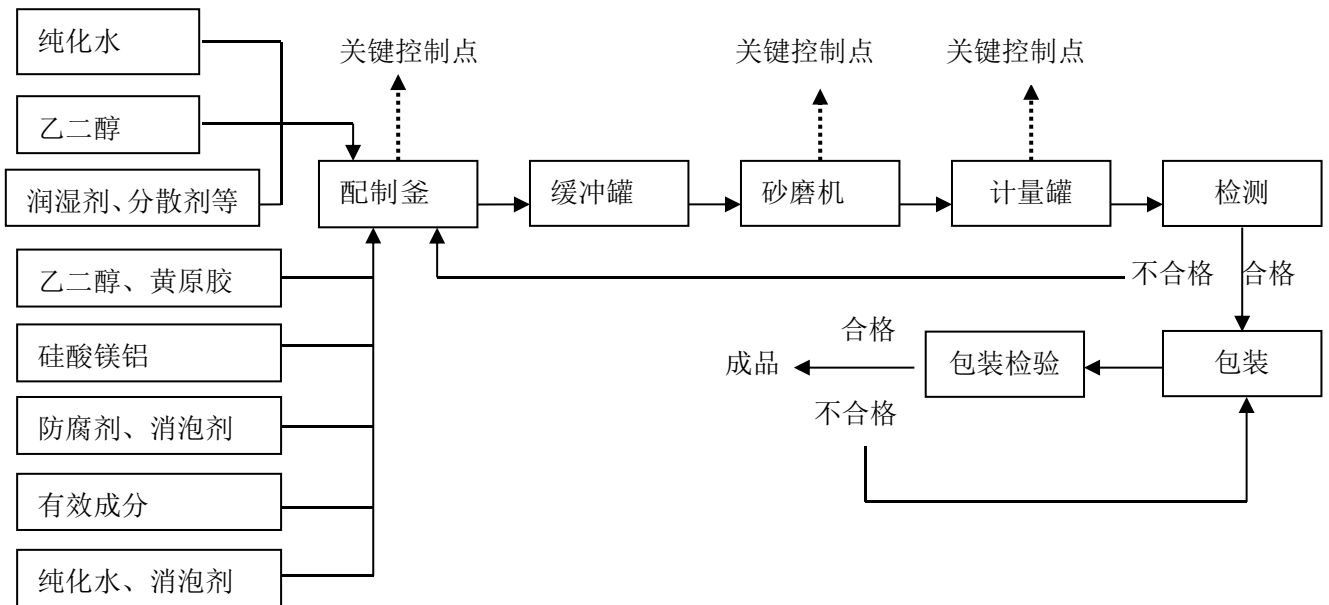 纯化水
关键控制点
关键控制点
关键控制点
乙二醇
润湿剂、分散剂等
配制釜
缓冲罐
砂磨机
计量罐
检测
乙二醇、黄原胶
不合格
合格
硅酸镁铝
合格
成品
包装检验
包装
防腐剂、消泡剂
不合格
有效成分
纯化水、消泡剂